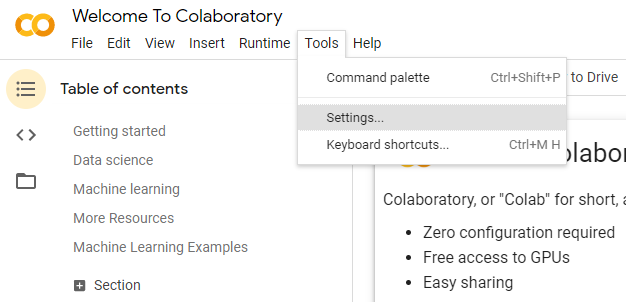 Welcome To Colaboratory
File Edit View Insert Runtime Tools Help
Command palette Ctrl+Shift+P
Settings...
Keyboard shortcuts... Ctrl+M H
to Drive
Table of contents
Getting started
Data science
Machine learning
More Resources
Machine Learning Examples
Section
Colaboratory, or "Colab" for short,
Zero configuration required
Free access to GPUs
Easy sharing